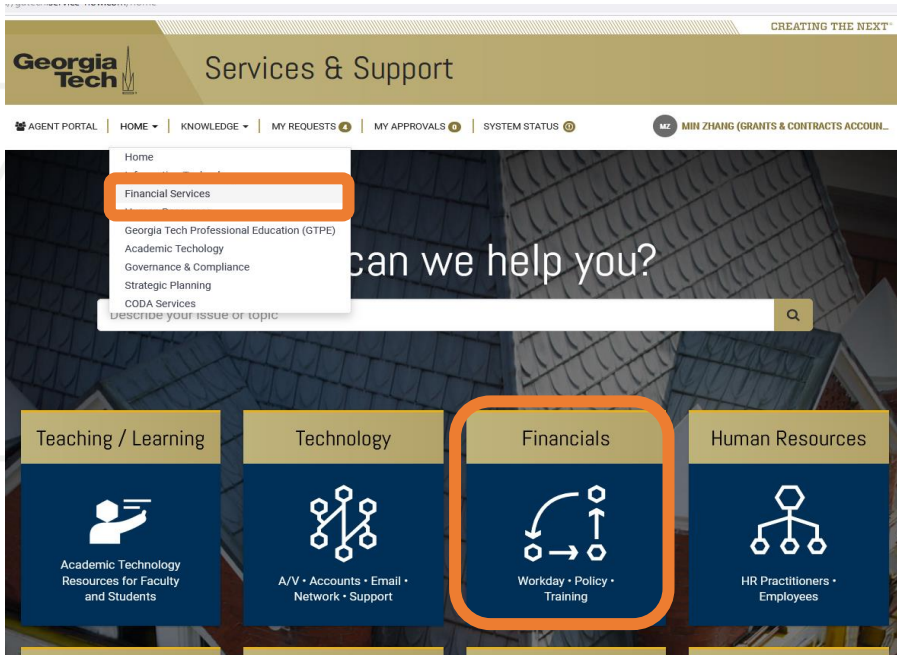 CREATING THE NEXT
Georgia
Tech
Services & Support
AGENT PORTAL | HOME | KNOWLEDGE | MY REQUESTS 4 | MY APPROVALS 0 | SYSTEM STATUS
MZ MIN ZHANG (GRANTS & CONTRACTS ACCOUN...
Home
Financial Services
Georgia Tech Professional Education (GTPE)
Academic Techology
Governance & Compliance
Strategic Planning
CODA Services
can we help you?
Describe your issue or topic
Teaching / Learning
Academic Technology
Resources for Faculty
and Students
Technology
A/V • Accounts • Email •
Network • Support
Financials
Workday • Policy •
Training
Human Resources
HR Practitioners •
Employees